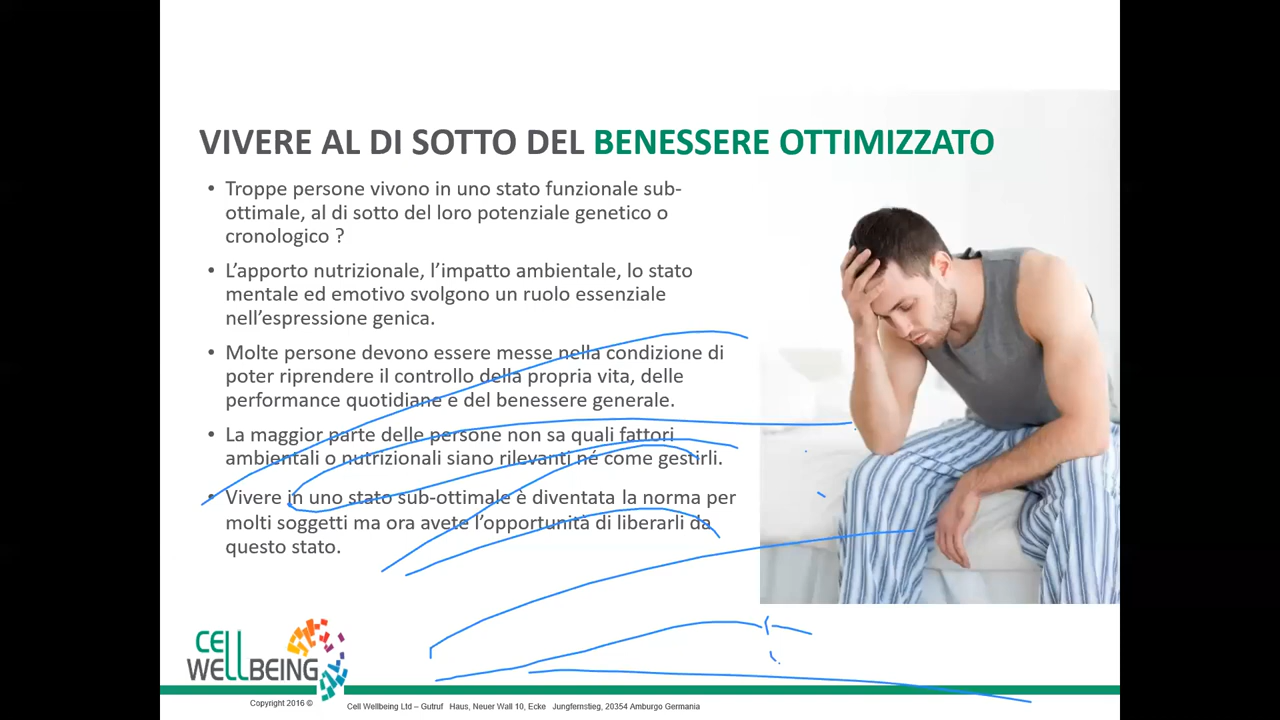 VIVERE AL DI SOTTO DEL BENESSERE OTTIMIZZATO
• Troppe persone vivono in uno stato funzionale sub-
ottimale, al di sotto del loro potenziale genetico o
cronologico ?
• L'apporto nutrizionale, l'impatto ambientale, lo stato
mentale ed emotivo svolgono un ruolo essenziale
nell'espressione genica.
• Molte persone devono essere messe nella condizione di
poter riprendere il controllo della propria vita, delle
performance quotidiane e del benessere generale.
• La maggior parte delle persone non sa quali fattori
ambientali o nutrizionali siano rilevanti né come gestirli.
• Vivere in uno stato sub-ottimale è diventata la norma per
molti soggetti ma ora avete l'opportunità di liberarli da
questo stato.
CELL
WELLBEING
Copyright 2016 ©
Cell Wellbeing Ltd – Gutruf Haus, Neuer Wall 10, Ecke Jungfernstieg, 20354 Amburgo Germania